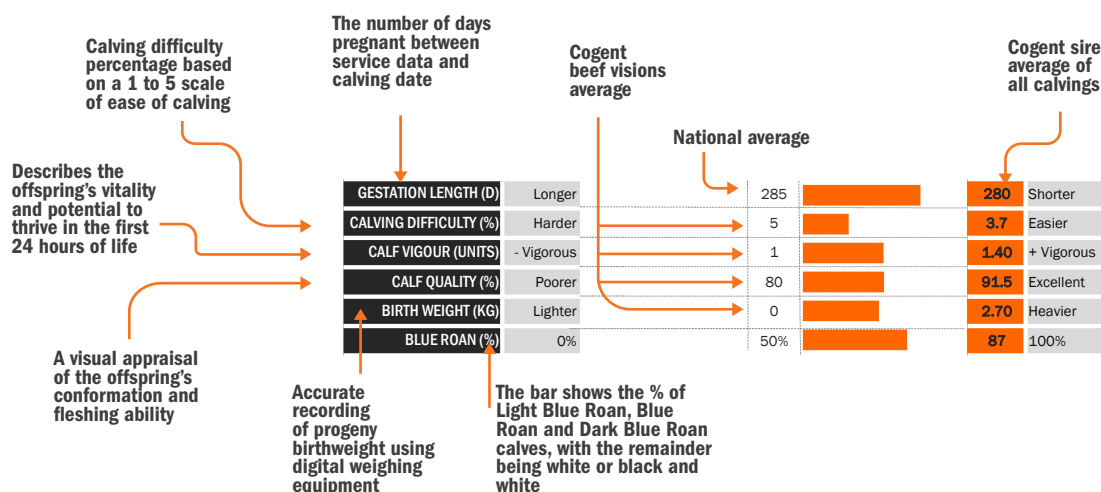 The number of days
pregnant between
service data and
calving date
Calving difficulty
percentage based
on a 1 to 5 scale
of ease of calving
Cogent
beef visions
average
Cogent sire
average of
all calvings
National average
Describes the
offspring's vitality
and potential to
thrive in the first
24 hours of life
GESTATION LENGTH (D) Longer 285 280 Shorter
CALVING DIFFICULTY (%) Harder 5 3.7 Easier
CALF VIGOUR (UNITS) - Vigorous 1 1.40 + Vigorous
CALF QUALITY (%) Poorer 80 91.5 Excellent
BIRTH WEIGHT (KG) Lighter 0 2.70 Heavier
BLUE ROAN (%) 0% 50% 87 100%
A visual appraisal
of the offspring's
conformation and
fleshing ability
Accurate
recording
of progeny
birthweight using
digital weighing
equipment
The bar shows the % of
Light Blue Roan, Blue
Roan and Dark Blue Roan
calves, with the remainder
being white or black and
white